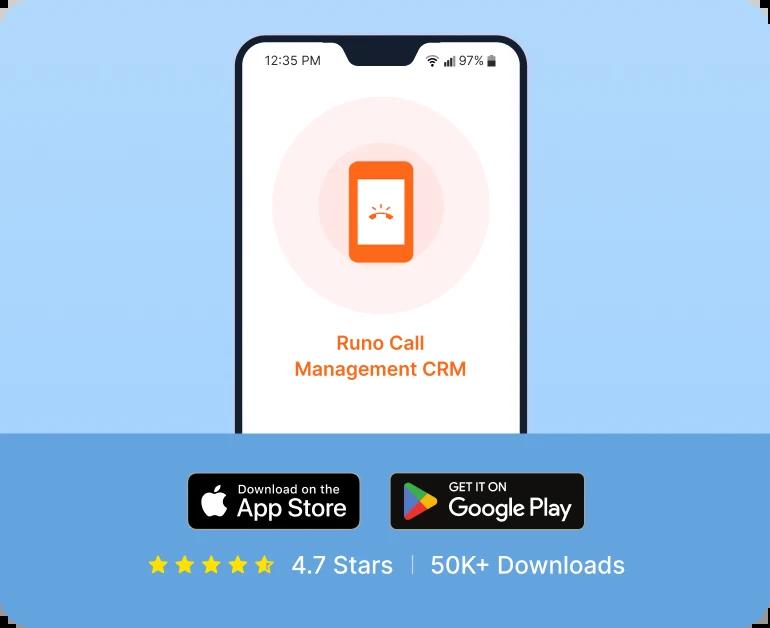 12:35 PM 97%
Runo Call
Management CRM
Download on the
App Store
GET IT ON
Google Play
4.7 Stars | 50K+ Downloads